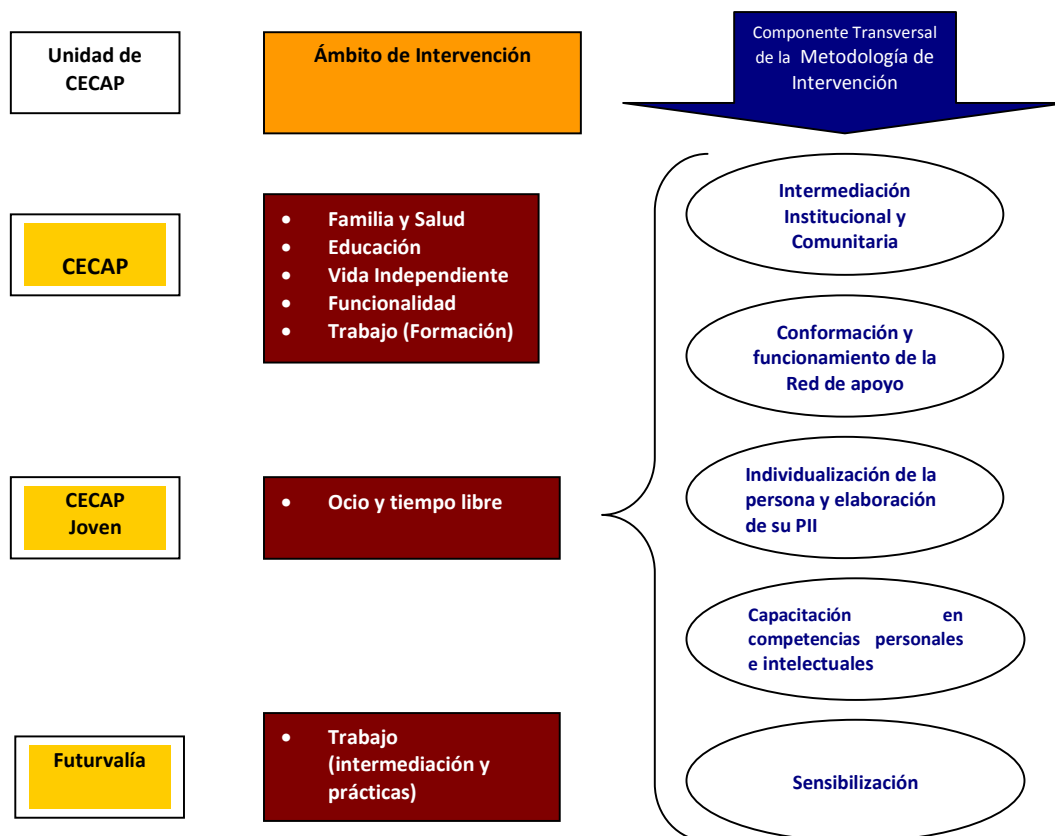 Unidad de
CECAP
Ámbito de Intervención
Componente Transversal
de la Metodología de
Intervención
CECAP
• Familia y Salud
• Educación
• Vida Independiente
• Funcionalidad
• Trabajo (Formación)
CECAP
Joven
• Ocio y tiempo libre
Futurvalía
• Trabajo
(intermediación y
prácticas)
Intermediación
Institucional y
Comunitaria
Conformación y
funcionamiento de la
Red de apoyo
Individualización de la
persona y elaboración
de su PII
Capacitación en
competencias personales
e intelectuales
Sensibilización